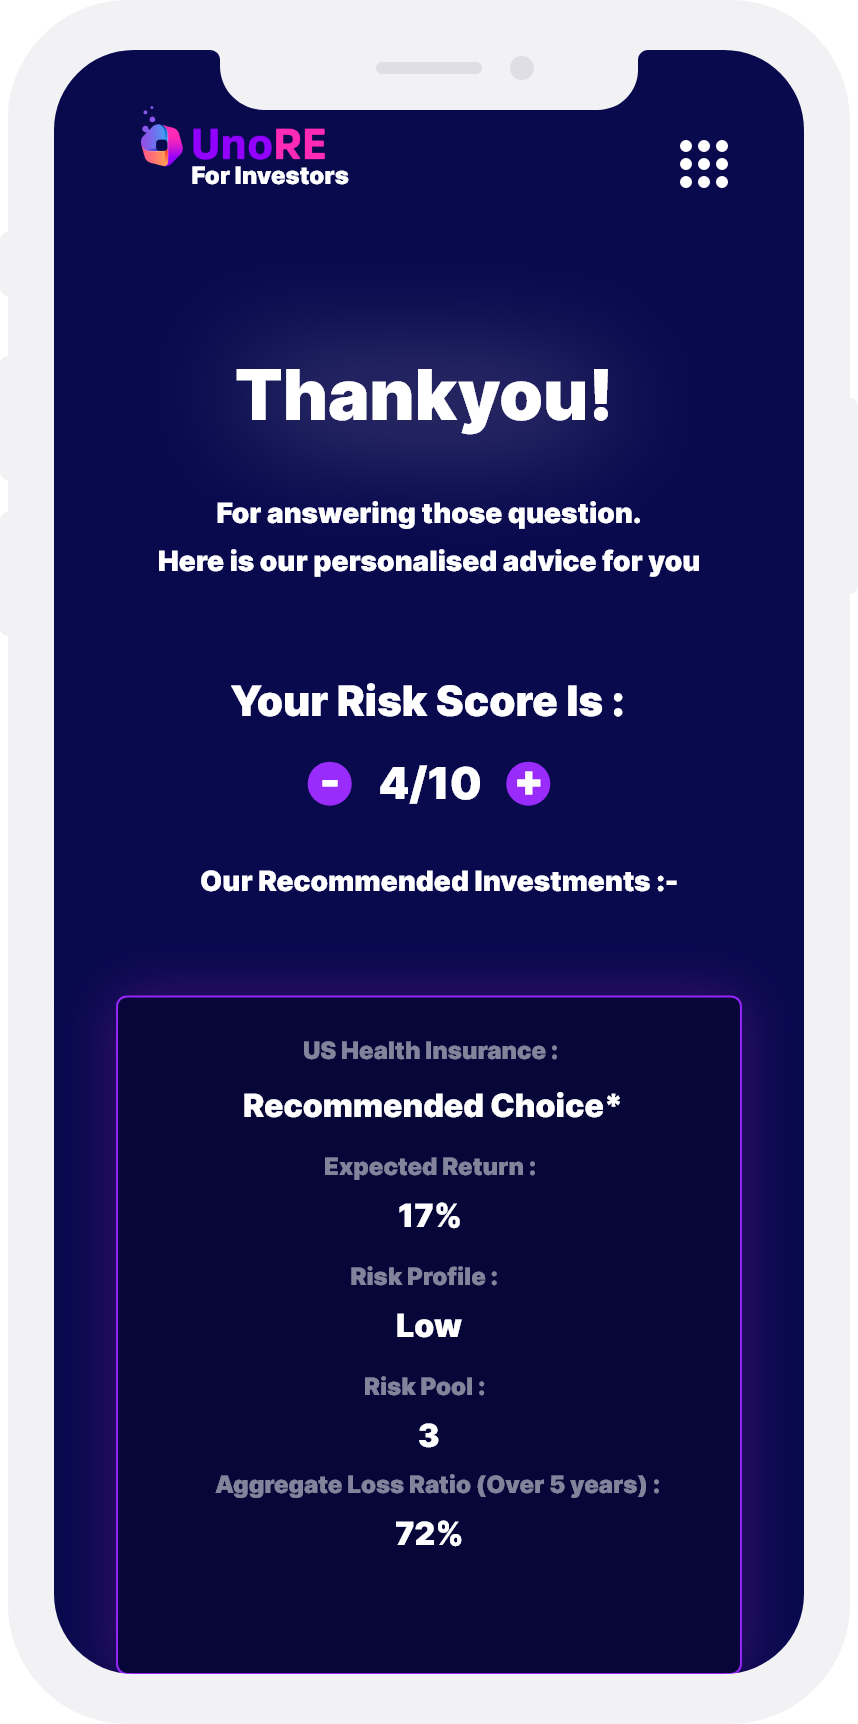 UnoRE
For Investors
Thankyou!
For answering those question.
Here is our personalised advice for you
Your Risk Score Is :
- 4/10 +
Our Recommended Investments :-
US Health Insurance :
Recommended Choice*
Expected Return :
17%
Risk Profile :
Low
Risk Pool :
3
Aggregate Loss Ratio (Over 5 years) :
72%